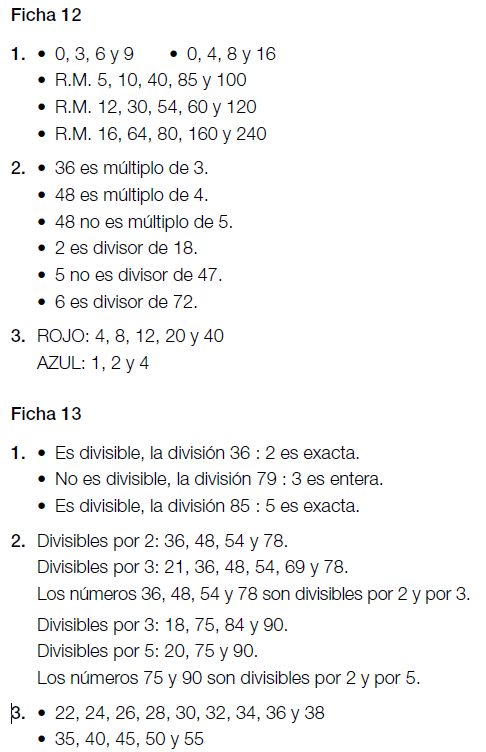 Ficha 12
1. • 0, 3, 6 y 9 • 0, 4, 8 y 16
• R.M. 5, 10, 40, 85 y 100
• R.M. 12, 30, 54, 60 y 120
• R.M. 16, 64, 80, 160 y 240
2. • 36 es múltiplo de 3.
• 48 es múltiplo de 4.
• 48 no es múltiplo de 5.
• 2 es divisor de 18.
• 5 no es divisor de 47.
• 6 es divisor de 72.
3. ROJO: 4, 8, 12, 20 y 40
AZUL: 1, 2 y 4
Ficha 13
1. • Es divisible, la división 36 : 2 es exacta.
• No es divisible, la división 79 : 3 es entera.
• Es divisible, la división 85 : 5 es exacta.
2. Divisibles por 2: 36, 48, 54 y 78.
Divisibles por 3: 21, 36, 48, 54, 69 y 78.
Los números 36, 48, 54 y 78 son divisibles por 2 y por 3.
Divisibles por 3: 18, 75, 84 y 90.
Divisibles por 5: 20, 75 y 90.
Los números 75 y 90 son divisibles por 2 y por 5.
3. • 22, 24, 26, 28, 30, 32, 34, 36 y 38
• 35, 40, 45, 50 y 55